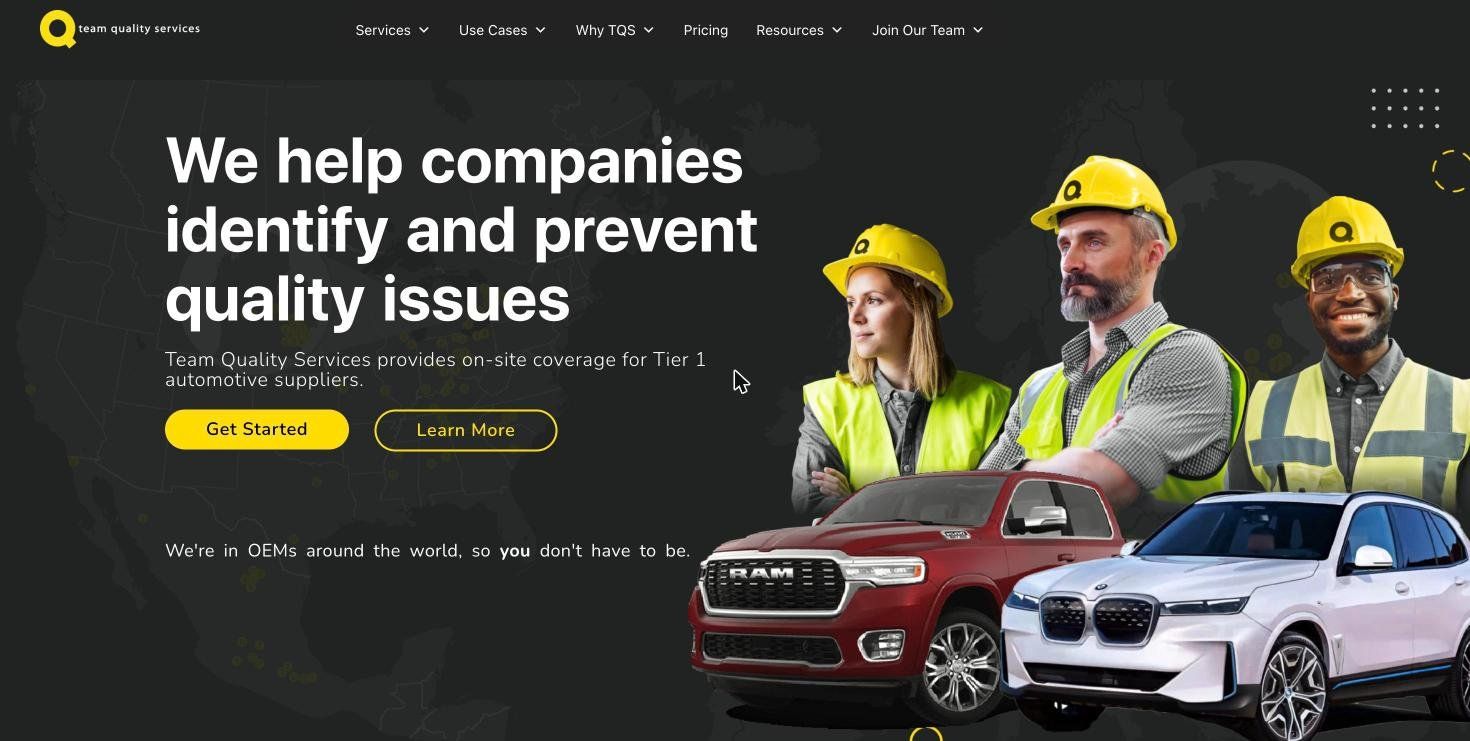 team quality services
Services
Use Cases
Why TQS
Pricing
Resources
Join Our Team
We help companies
identify and prevent
quality issues
Team Quality Services provides on-site coverage for Tier 1
automotive suppliers.
Get Started
Learn More
We're in OEMs around the world, so you don't have to be.
Q
Q
Q
RAM